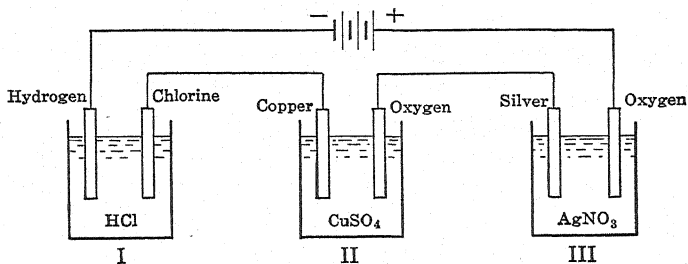 − +
Hydrogen Chlorine Copper Oxygen Silver Oxygen
HCl CuSO₄ AgNO₃
I II III